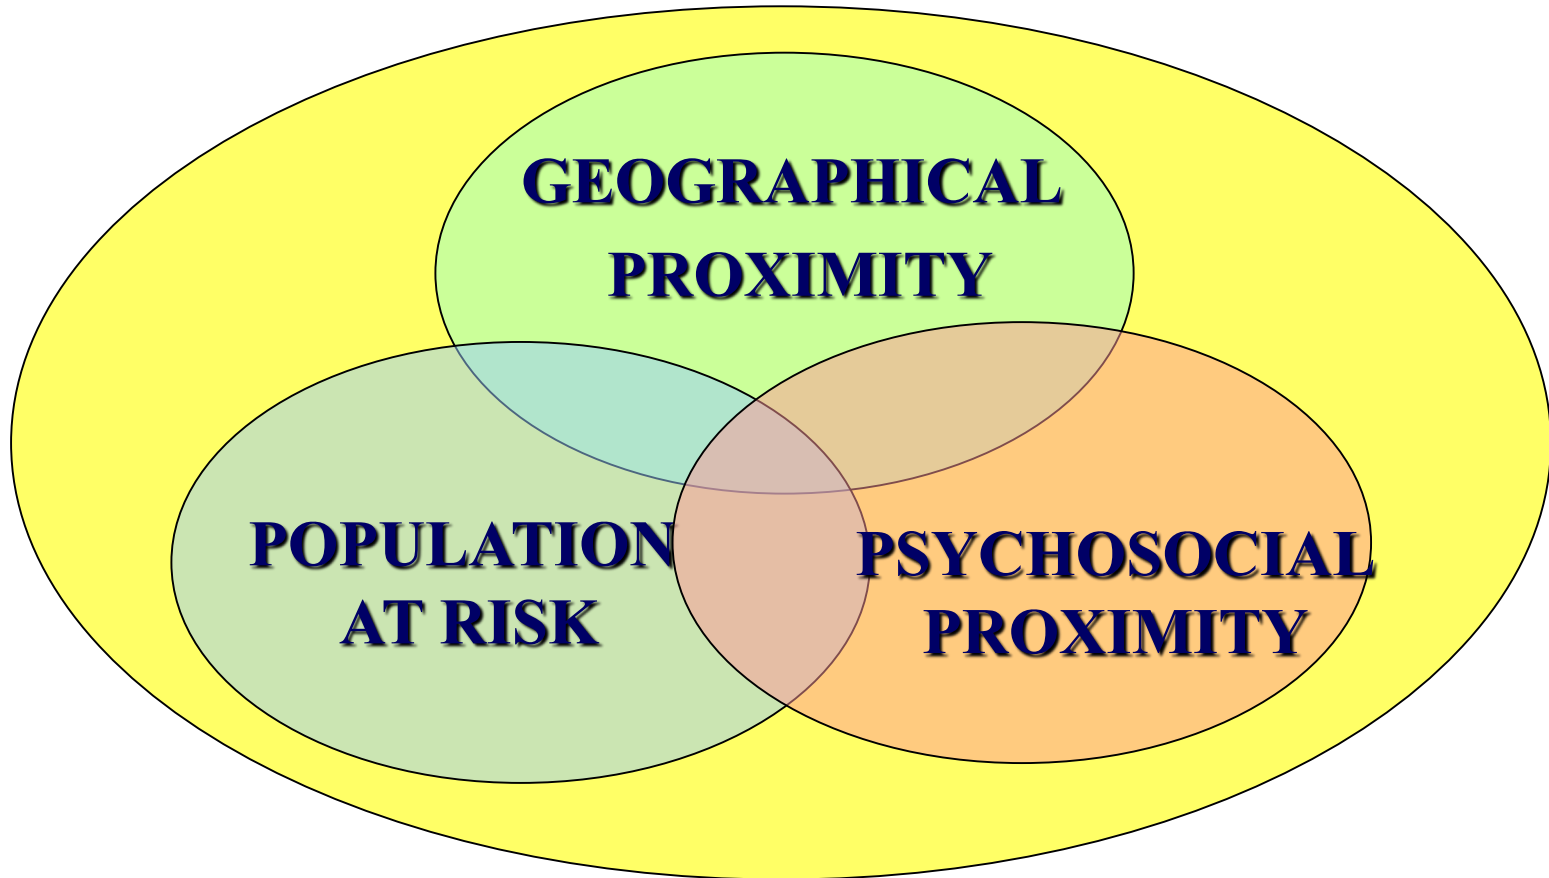 GEOGRAPHICAL
PROXIMITY
POPULATION
AT RISK
PSYCHOSOCIAL
PROXIMITY